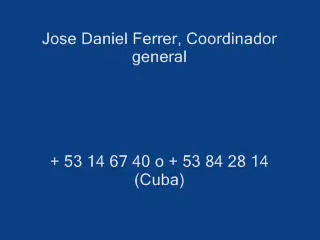 Jose Daniel Ferrer, Coordinador
general
+ 53 14 67 40 o + 53 84 28 14
(Cuba)